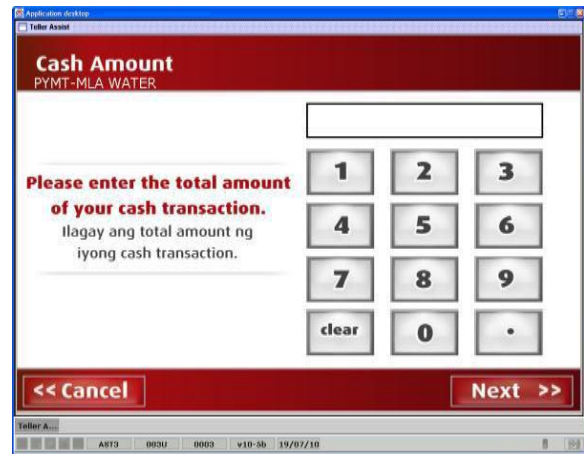 Application desktop
Teller Assist
Cash Amount
PYMT-MLA WATER
Please enter the total amount
of your cash transaction.
Ilagay ang total amount ng
iyong cash transaction.
1 2 3
4 5 6
7 8 9
clear 0 .
<< Cancel
Next >>
Teller A...
AST3 003U 0003 v10-5b 19/07/10